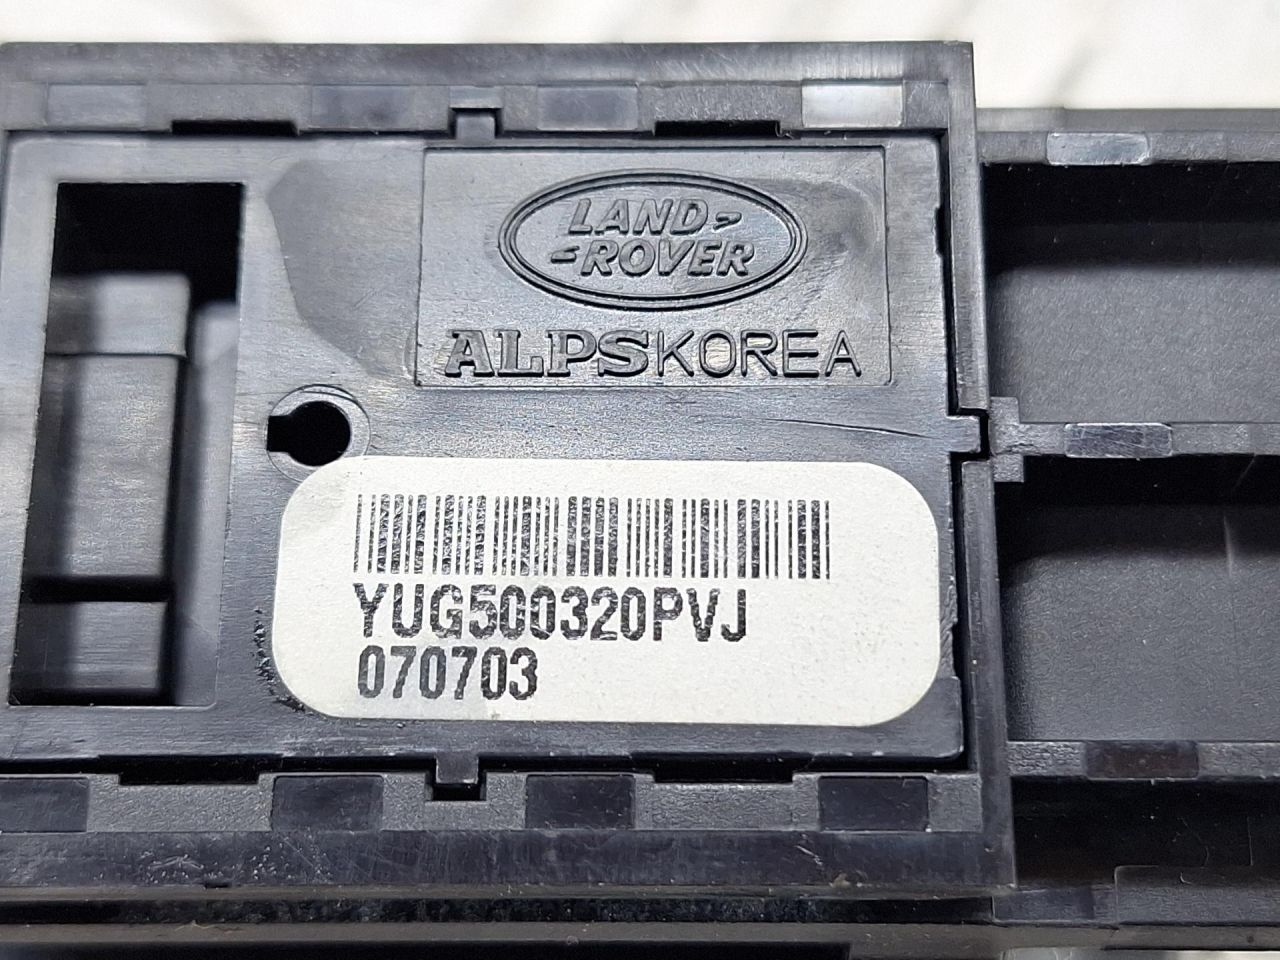 LAND
ROVER
ALPSKOREA
YUG500320PVJ
070703